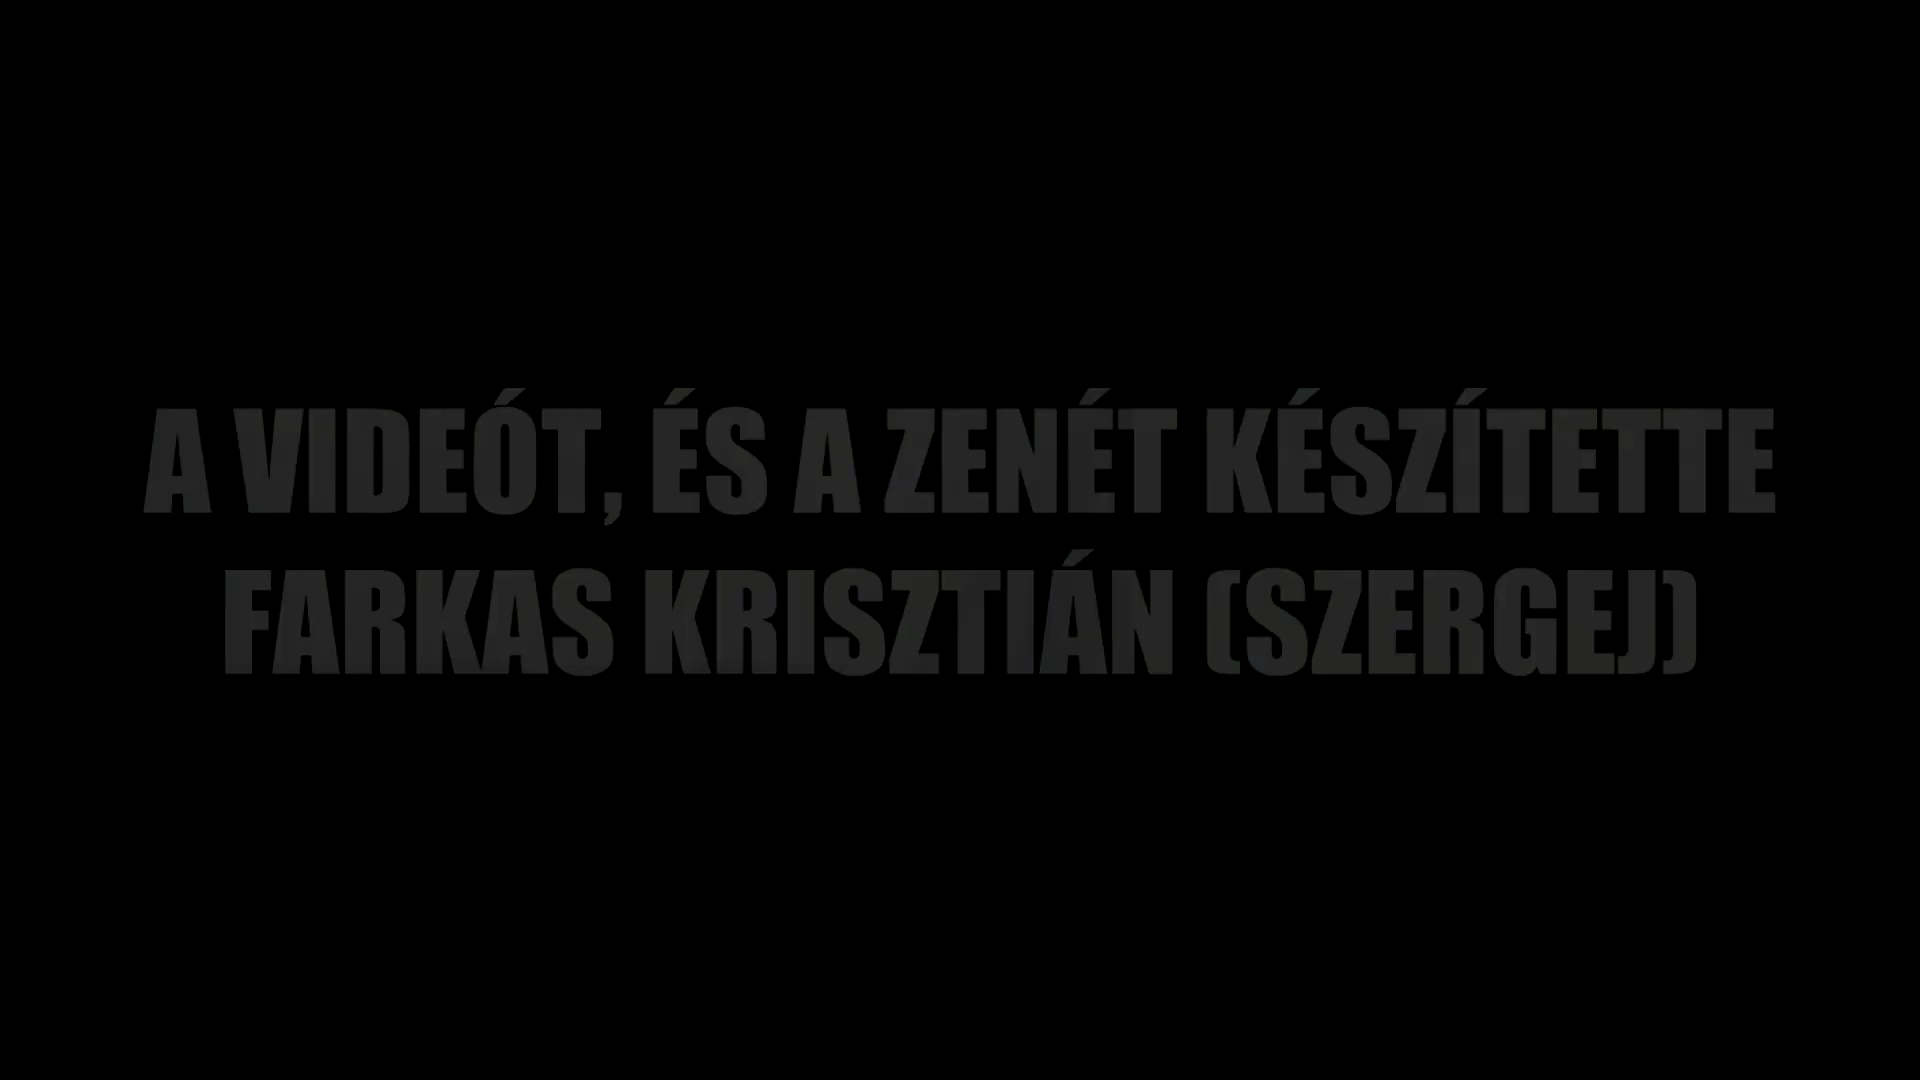 A VIDEÓT, ÉS A ZENÉT KÉSZÍTETTE
FARKAS KRISZTIÁN (SZERGEJ)